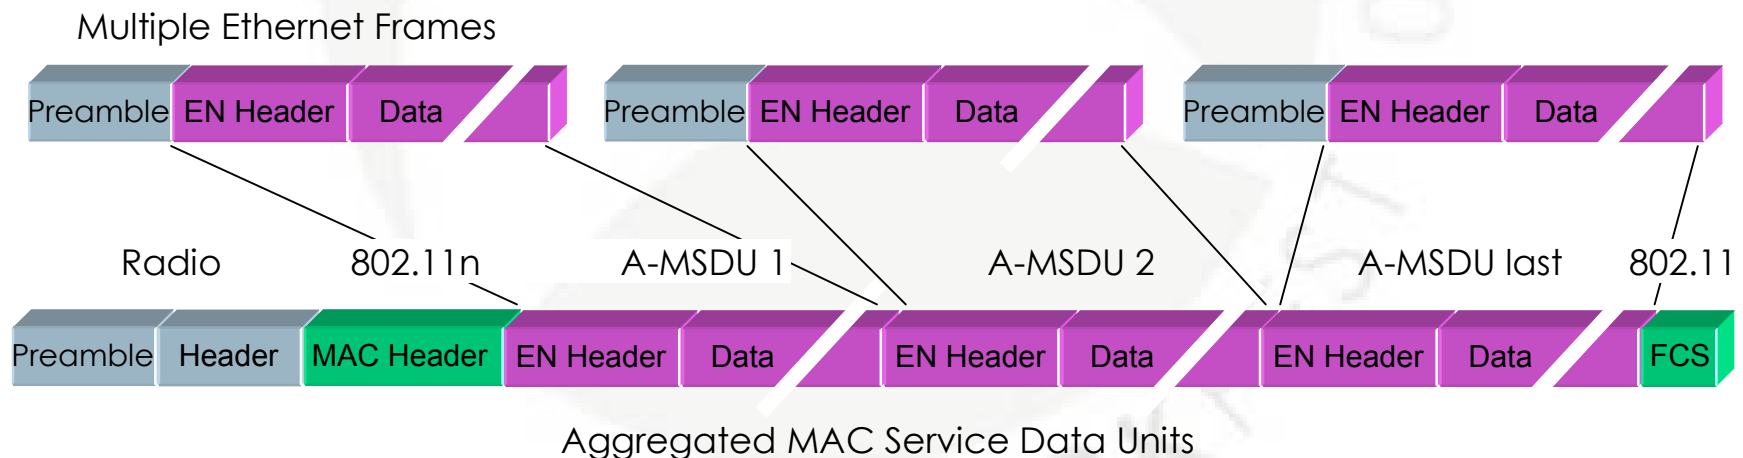 Multiple Ethernet Frames
Preamble EN Header Data Preamble EN Header Data Preamble EN Header Data
Radio 802.11n A-MSDU 1 A-MSDU 2 A-MSDU last 802.11
Preamble Header MAC Header EN Header Data EN Header Data EN Header Data FCS
Aggregated MAC Service Data Units